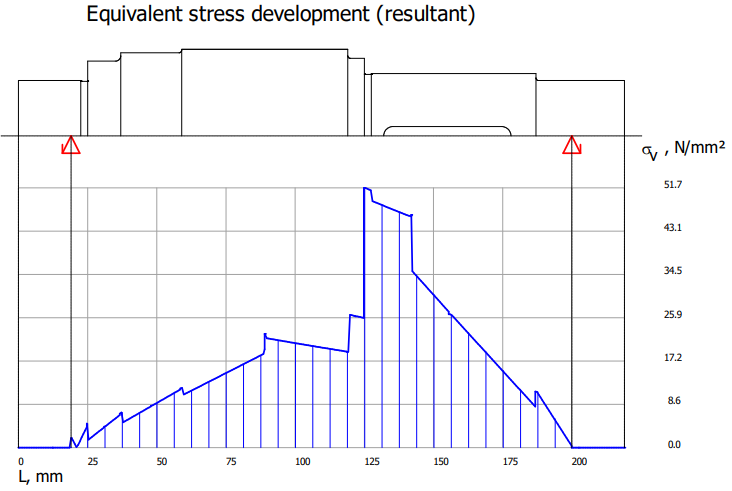 Equivalent stress development (resultant)
σv , N/mm²
51.7
43.1
34.5
25.9
17.2
8.6
0.0
0 25 50 75 100 125 150 175 200
L, mm